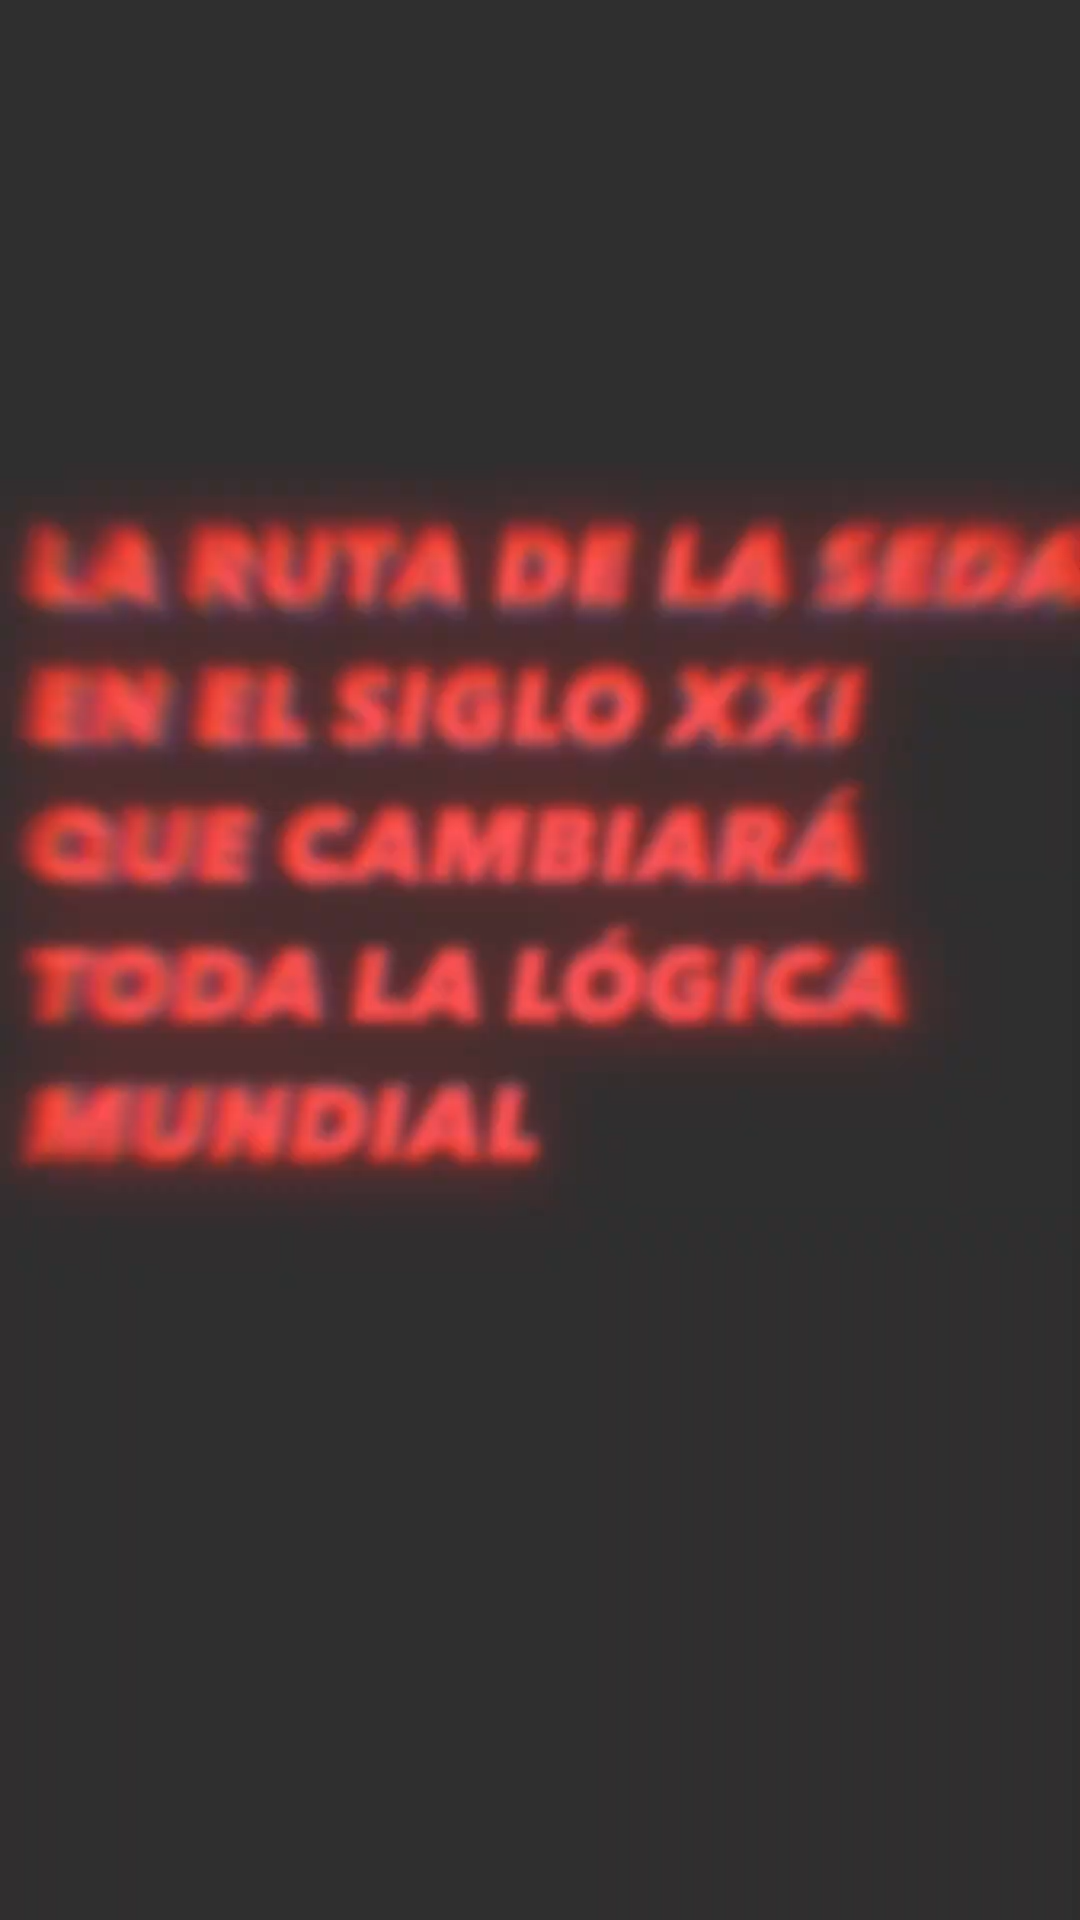 LA RUTA DE LA SEDA
EN EL SIGLO XXI
QUE CAMBIARÁ
TODA LA LÓGICA
MUNDIAL